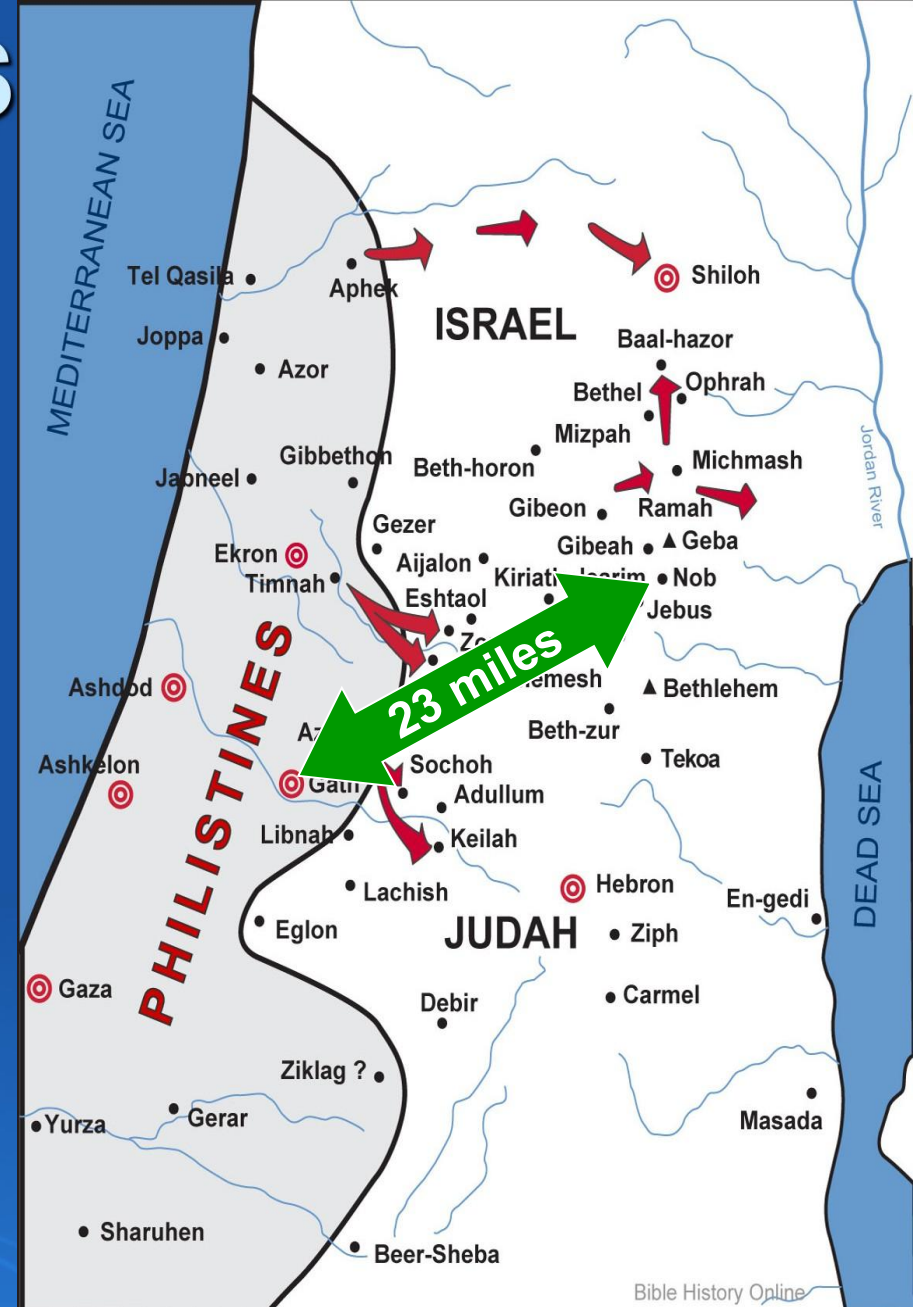 S
MEDITERRANEAN SEA
Tel Qasila
Aphek
Shiloh
ISRAEL
Joppa
Baal-hazor
Azor
Bethel
Ophrah
Mizpah
Gibbethon
Beth-horon
Michmash
Jordan River
Jabneel
Gibeon
Ramah
Gezer
Gibeah
Geba
Ekron
Aijalon
Timnah
Nob
Eshtaol
Jebus
23 miles
Ashdod
Bethlehem
PHILISTINES
Beth-zur
Tekoa
Ashkelon
Sochoh
Gath
Adullum
Libnah
Keilah
DEAD SEA
Lachish
Hebron
En-gedi
Eglon
JUDAH
Ziph
Gaza
Debir
Carmel
Ziklag ?
Masada
Yurza
Gerar
Sharuhen
Beer-Sheba
Bible History Online